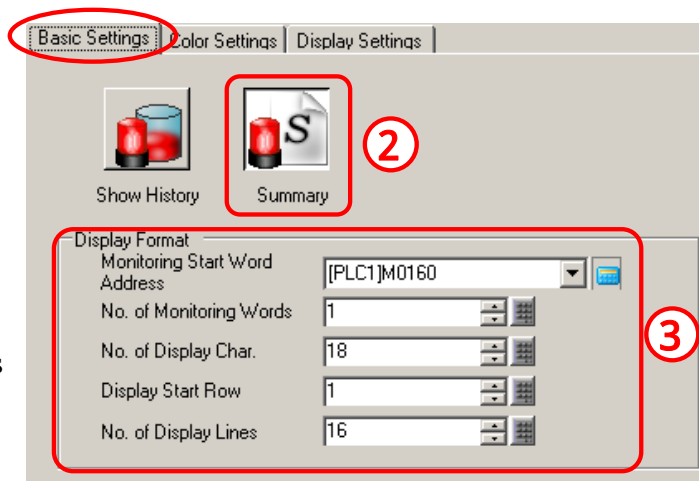 Basic Settings Color Settings Display Settings
S
2
Show History Summary
Display Format
Monitoring Start Word
Address
[PLC1]M0160
No. of Monitoring Words 1
No. of Display Char. 18
3
s
Display Start Row 1
No. of Display Lines 16